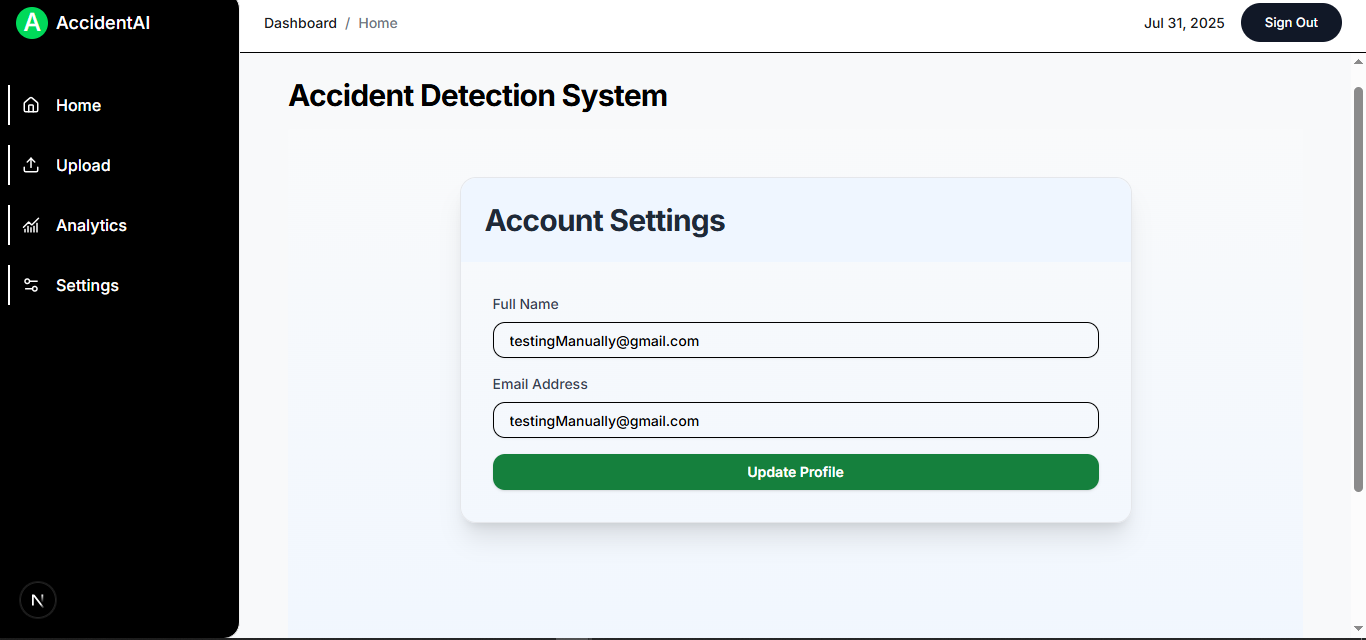 A AccidentAI
Dashboard / Home
Jul 31, 2025
Sign Out
Home
Upload
Analytics
Settings
N
Accident Detection System
Account Settings
Full Name
testingManually@gmail.com
Email Address
testingManually@gmail.com
Update Profile